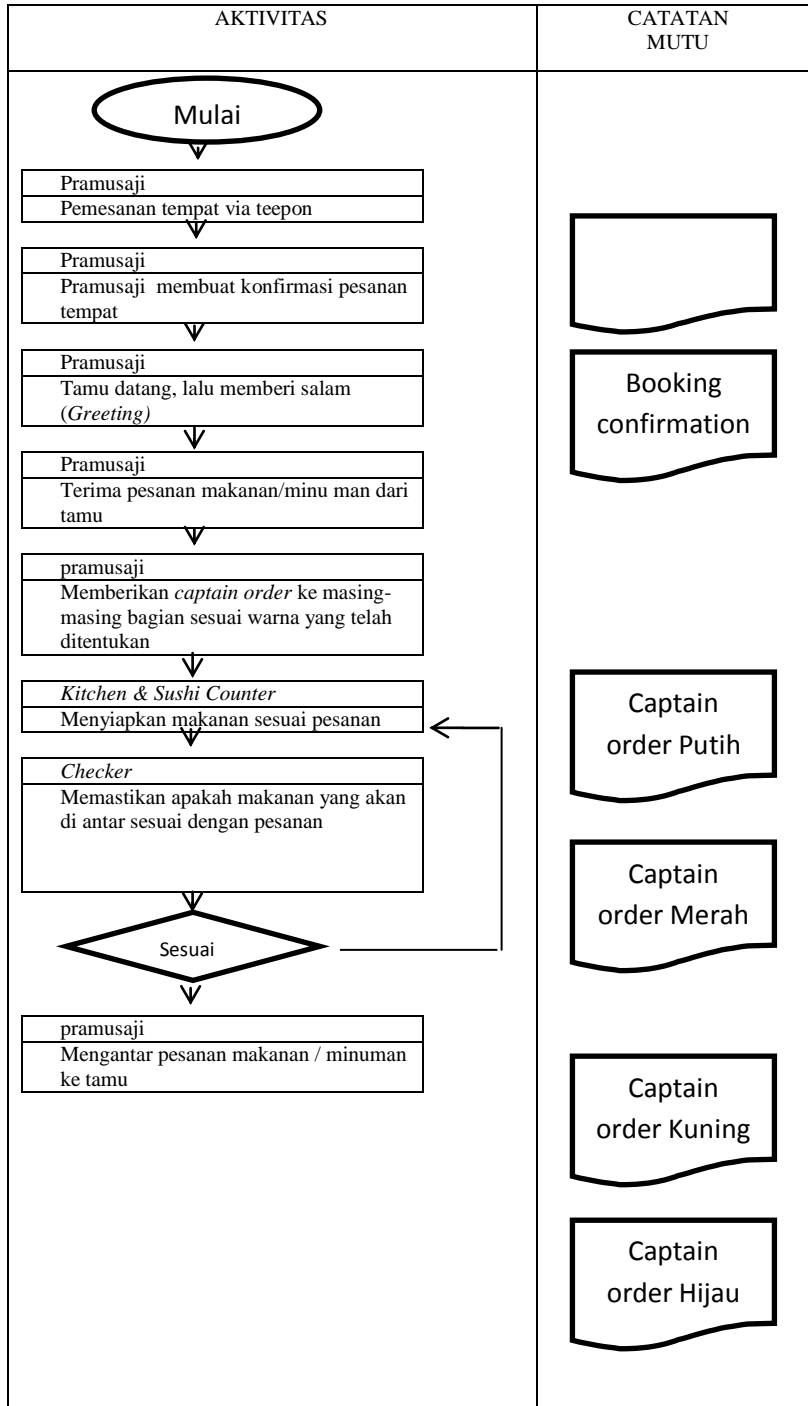 AKTIVITAS
CATATAN
MUTU
Mulai
Pramusaji
Pemesanan tempat via teepon
Pramusaji
Pramusaji membuat konfirmasi pesanan
tempat
Pramusaji
Tamu datang, lalu memberi salam
(Greeting)
Pramusaji
Terima pesanan makanan/minu man dari
tamu
pramusaji
Memberikan captain order ke masing-
masing bagian sesuai warna yang telah
ditentukan
Kitchen & Sushi Counter
Menyiapkan makanan sesuai pesanan
Checker
Memastikan apakah makanan yang akan
di antar sesuai dengan pesanan
Sesuai
pramusaji
Mengantar pesanan makanan / minuman
ke tamu
Booking
confirmation
Captain
order Putih
Captain
order Merah
Captain
order Kuning
Captain
order Hijau